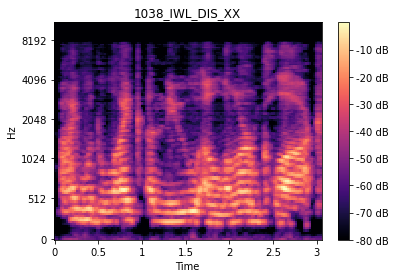 1038_IWL_DIS_XX
8192
4096
2048
1024
512
0
Hz
0
0.5
1
1.5
2
2.5
3
Time
-10 dB
-20 dB
-30 dB
-40 dB
-50 dB
-60 dB
-70 dB
-80 dB